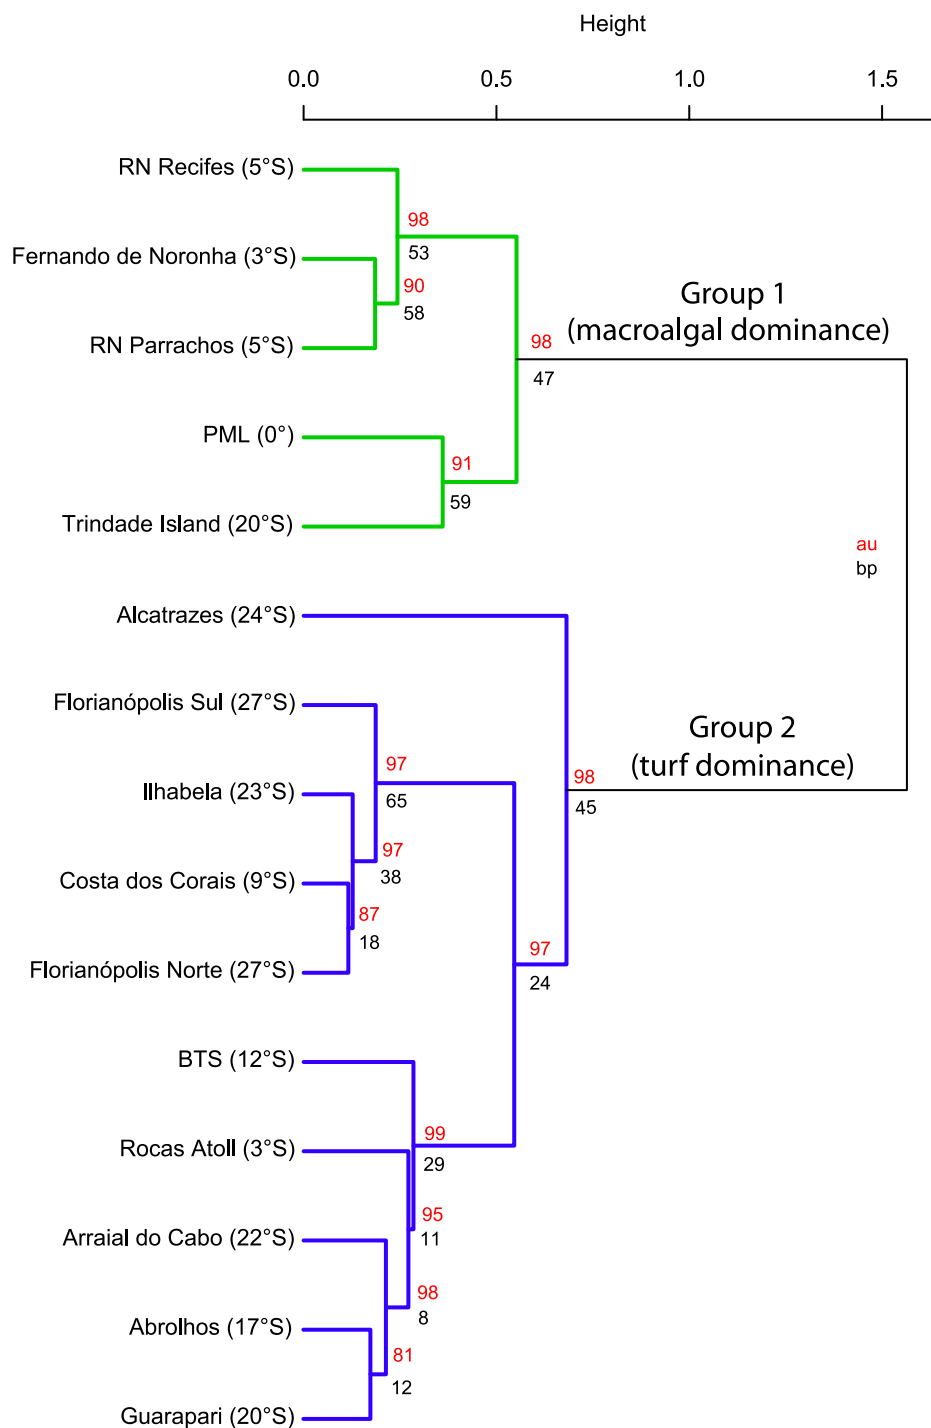 Height
0.0 0.5 1.0 1.5
RN Recifes (5°S)
98
53
Fernando de Noronha (3°S)
90
58
RN Parrachos (5°S)
Group 1
(macroalgal dominance)
98
47
PML (0°)
91
59
Trindade Island (20°S)
au
bp
Alcatrazes (24°S)
Florianópolis Sul (27°S)
Group 2
(turf dominance)
97
65
98
45
Ilhabela (23°S)
97
38
Costa dos Corais (9°S)
87
18
97
24
Florianópolis Norte (27°S)
BTS (12°S)
99
29
Rocas Atoll (3°S)
95
11
Arraial do Cabo (22°S)
98
8
Abrolhos (17°S)
81
12
Guarapari (20°S)